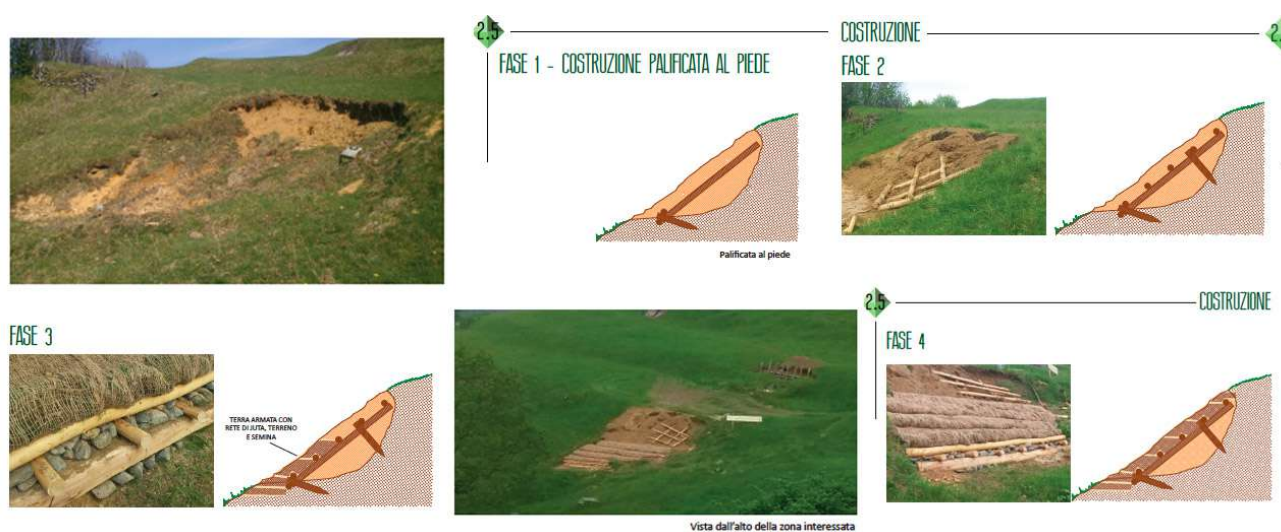 2.5
FASE 1 - COSTRUZIONE PALIFICATA AL PIEDE
Palificata al piede
COSTRUZIONE
FASE 2
FASE 3
TERRA ARMATA CON
RETE DI JUTA, TERRENO
E SEMINA
Vista dall'alto della zona interessata
2.5
COSTRUZIONE
FASE 4